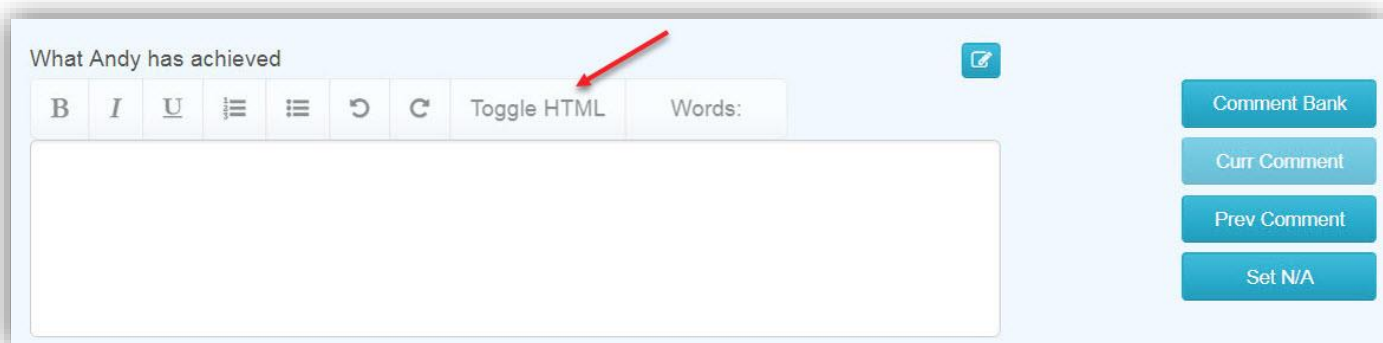 What Andy has achieved
B I U Toggle HTML Words:
Comment Bank
Curr Comment
Prev Comment
Set N/A